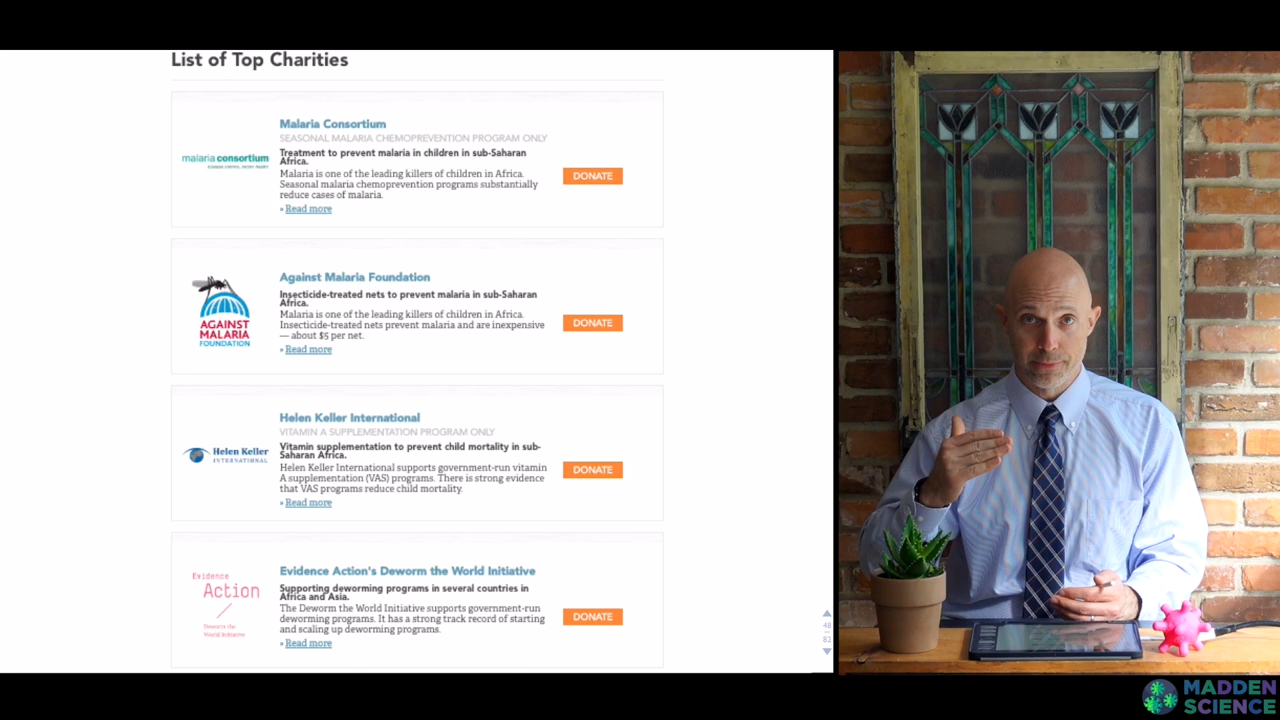 List of Top Charities
Malaria Consortium
SEASONAL MALARIA CHEMOPREVENTION PROGRAM ONLY
malaria consortium
Treatment to prevent malaria in children in sub-Saharan
Africa.
Malaria is one of the leading killers of children in Africa.
Seasonal malaria chemoprevention programs substantially
reduce cases of malaria.
» Read more
DONATE
Against Malaria Foundation
AGAINST
MALARIA
FOUNDATION
Insecticide-treated nets to prevent malaria in sub-Saharan
Africa.
Malaria is one of the leading killers of children in Africa.
Insecticide-treated nets prevent malaria and are inexpensive
— about $5 per net.
» Read more
DONATE
Helen Keller International
VITAMIN A SUPPLEMENTATION PROGRAM ONLY
Helen Keller
INTERNATIONAL
Vitamin supplementation to prevent child mortality in sub-
Saharan Africa.
Helen Keller International supports government-run vitamin
A supplementation (VAS) programs. There is strong evidence
that VAS programs reduce child mortality.
» Read more
DONATE
Evidence Action's Deworm the World Initiative
Evidence
Action
Deworm the
World Initiative
Supporting deworming programs in several countries in
Africa and Asia.
The Deworm the World Initiative supports government-run
deworming programs. It has a strong track record of starting
and scaling up deworming programs.
» Read more
DONATE
48
82
MADDEN
SCIENCE